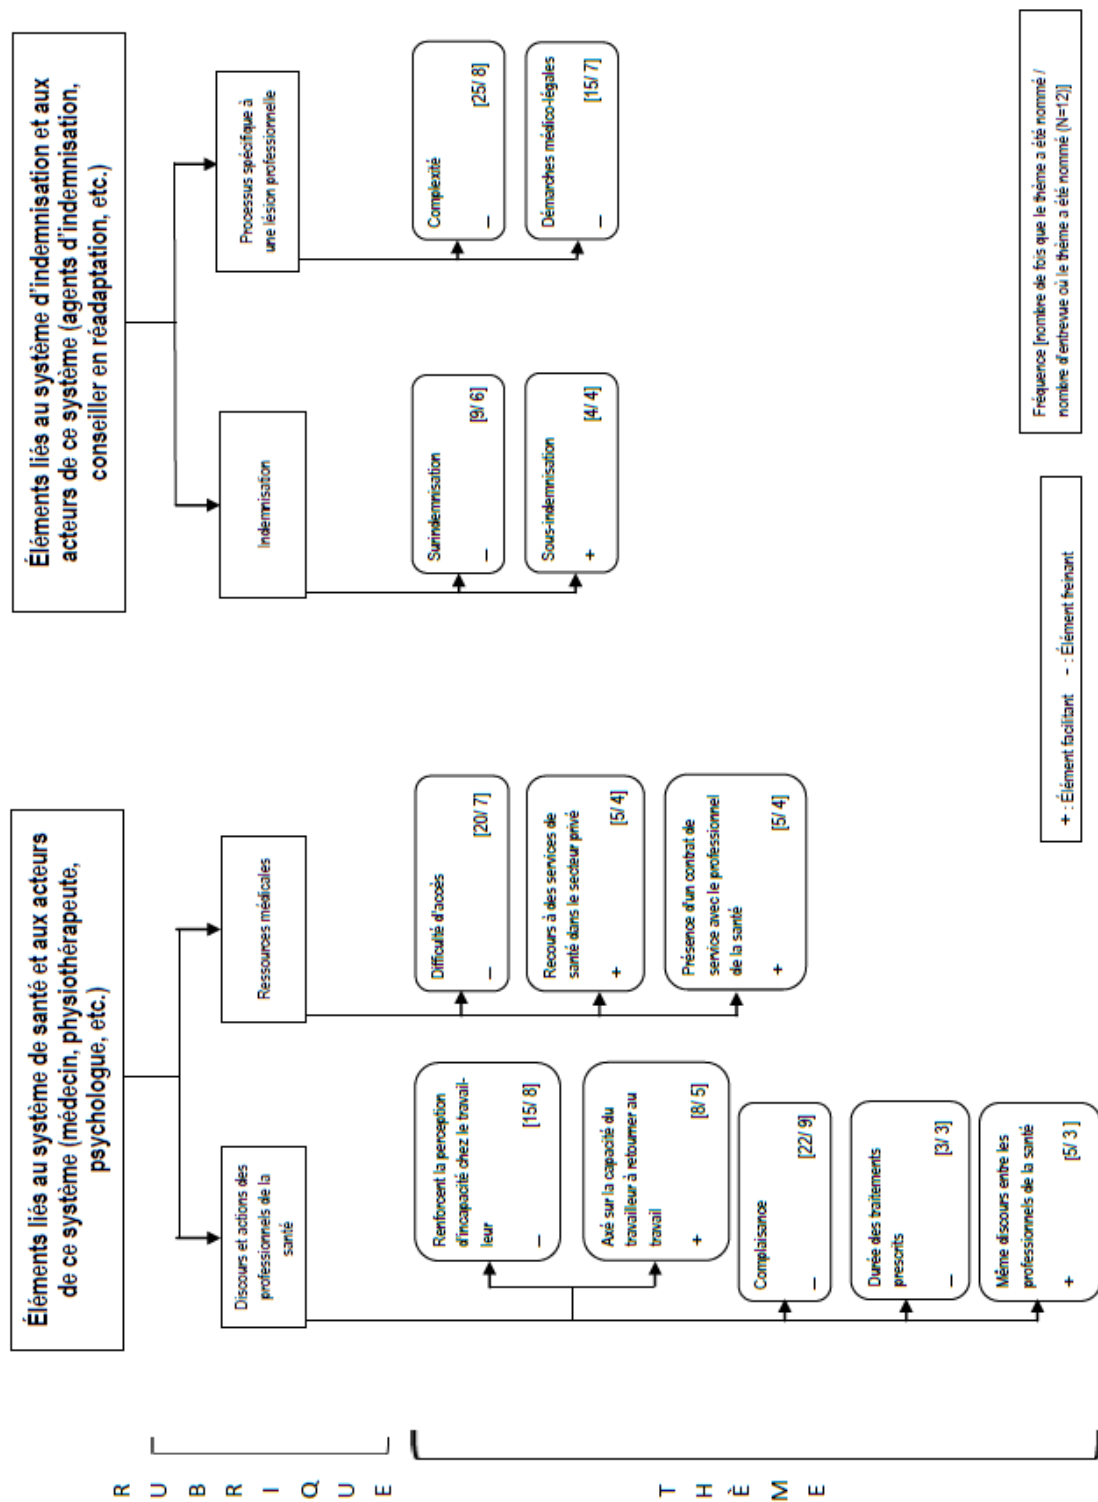 R
U
B
R
I
Q
U
E
T
H
È
M
E
Éléments liés au système de santé et aux acteurs
de ce système (médecin, physiothérapeute,
psychologue, etc.)
Discours et actions des
professionnels de la
santé
Renforcent la perception
d'incapacité chez le travail-
leur
–
[15/ 8]
Axé sur la capacité du
travailleur à retourner au
travail
+
[8/ 5]
Complaisance
–
[22/ 9]
Durée des traitements
prescrits
–
[3/ 3]
Même discours entre les
professionnels de la santé
+
[5/ 3 ]
Ressources médicales
Difficulté d'accès
–
[20/ 7]
Recours à des services de
santé dans le secteur privé
+
[5/ 4]
Présence d'un contrat de
service avec le professionnel
de la santé
+
[5/ 4]
Éléments liés au système d'indemnisation et aux
acteurs de ce système (agents d'indemnisation,
conseiller en réadaptation, etc.)
Indemnisation
Surindemnisation
–
[9/ 6]
Sous-indemnisation
+
[4/ 4]
Processus spécifique à
une lésion professionnelle
Complexité
–
[25/ 8]
Démarches médico-légales
–
[15/ 7]
+ : Élément facilitant - : Élément freinant
Fréquence [nombre de fois que le thème a été nommé /
nombre d'entrevue où le thème a été nommé (N=12)]